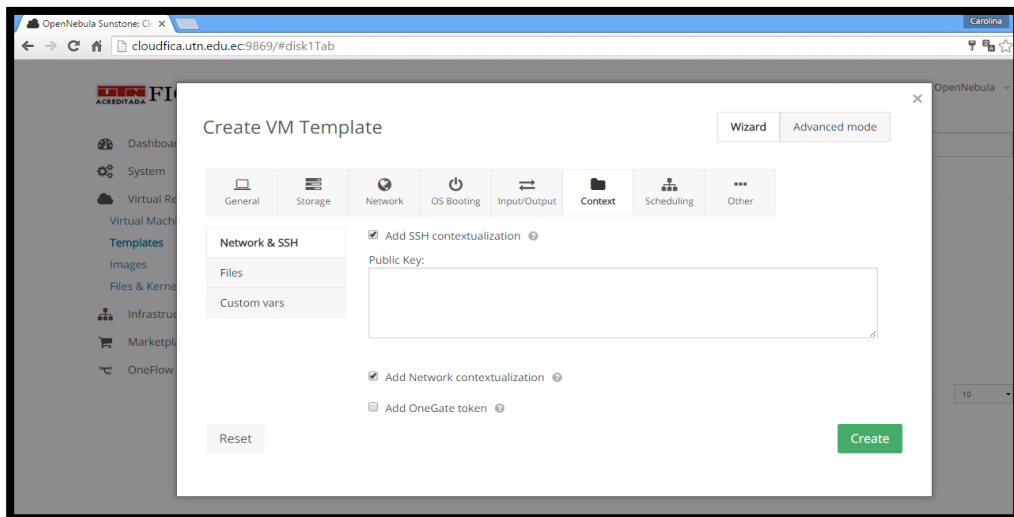 OpenNebula Sunstone: Cl
Carolina
cloudfica.utn.edu.ec:9869/#disk1Tab
UTN FI
ACREDITADA
OpenNebula
Create VM Template
Wizard Advanced mode
Dashboar
System
Virtual Re
Virtual Machi
Templates
Images
Files & Kerne
Infrastruc
Marketpla
OneFlow
General Storage Network OS Booting Input/Output Context Scheduling Other
Network & SSH
Files
Custom vars
Add SSH contextualization
Public Key:
Add Network contextualization
Add OneGate token
10
Reset Create